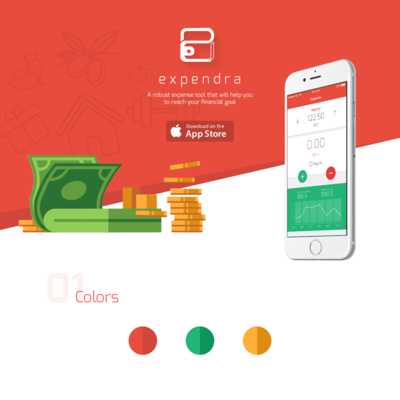 expendra
A robust expense tool that will help you
to reach your financial goal.
Download on the
App Store
122.50
0.00
01
Colors